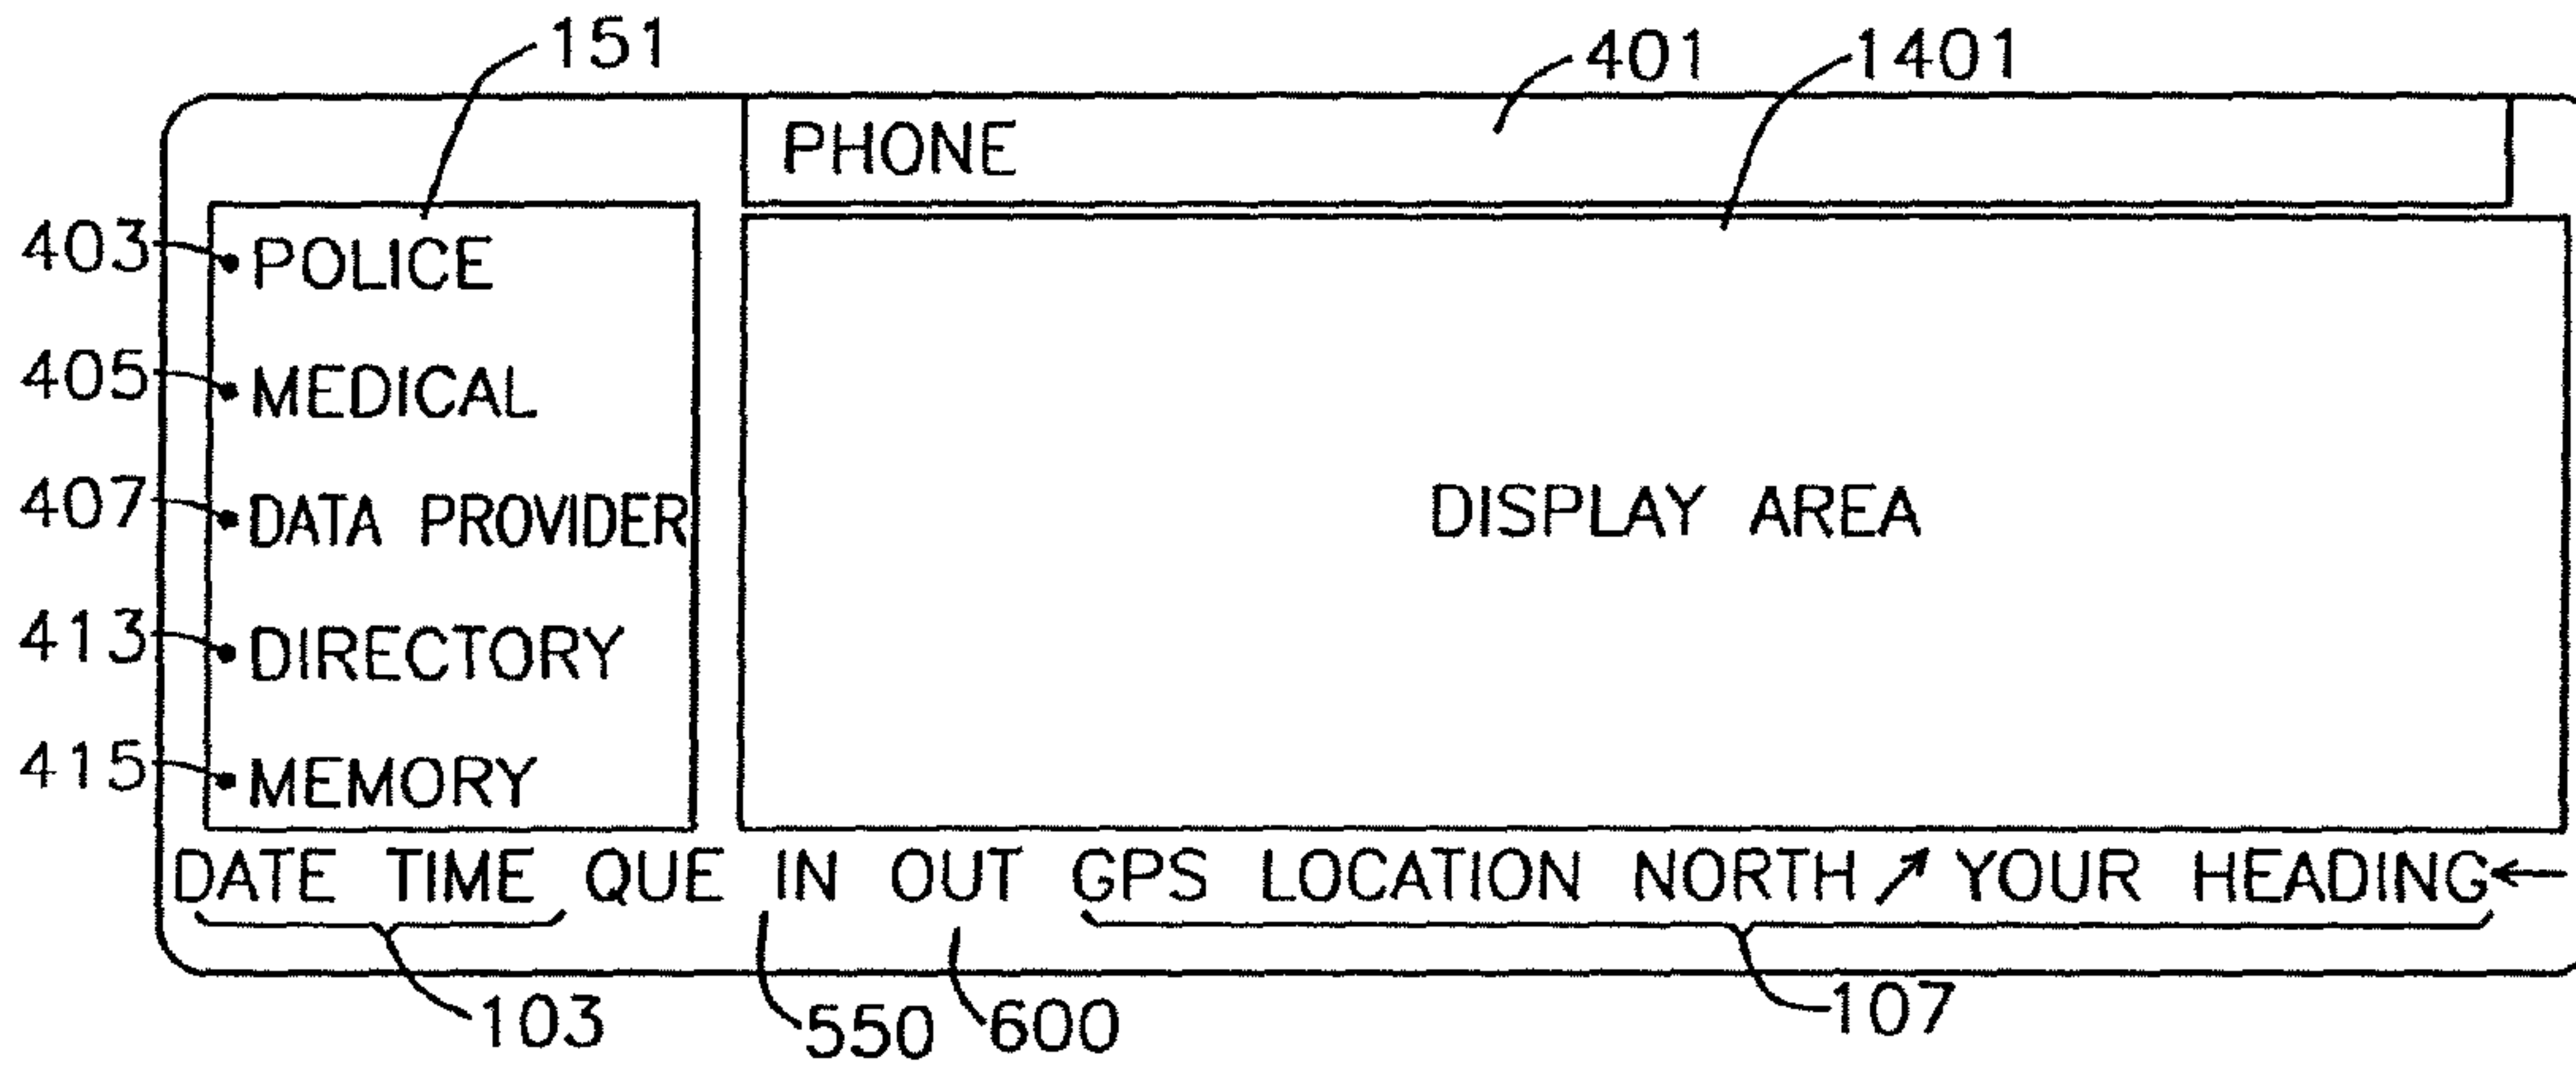 151 401 1401
PHONE
403 • POLICE
405 • MEDICAL
407 • DATA PROVIDER
DISPLAY AREA
413 • DIRECTORY
415 • MEMORY
DATE TIME QUE IN OUT GPS LOCATION NORTH ↗ YOUR HEADING ←
103 550 600 107